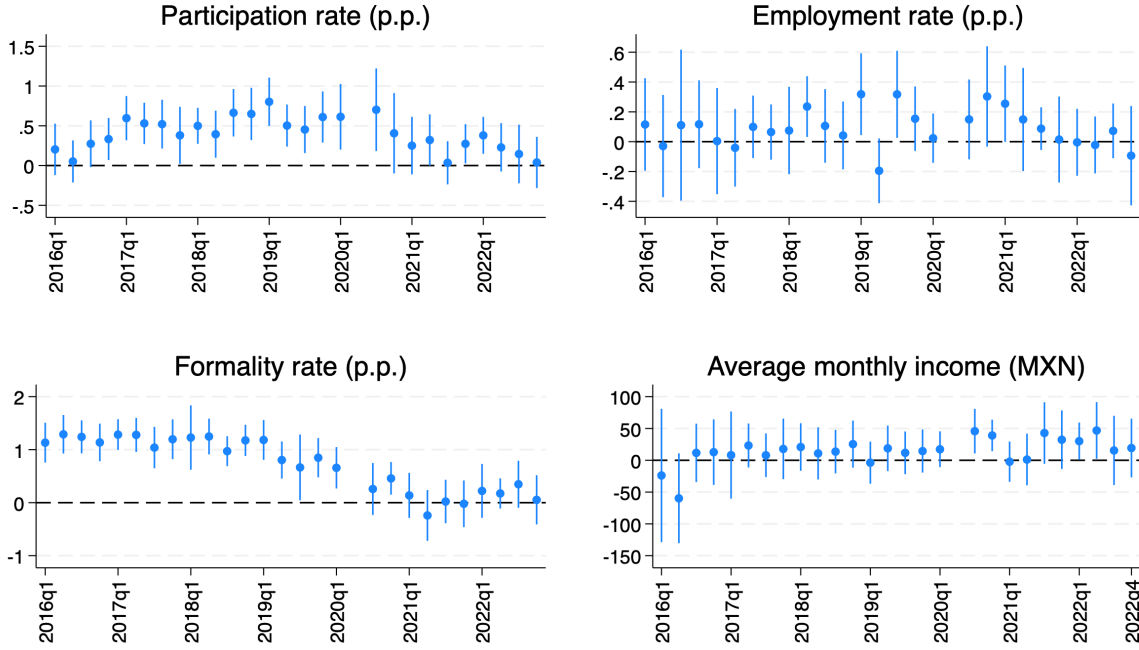 Participation rate (p.p.)
1.5
1
.5
0
-.5
2016q1
2017q1
2018q1
2019q1
2020q1
2021q1
2022q1
Employment rate (p.p.)
.6
.4
.2
0
-.2
-.4
2016q1
2017q1
2018q1
2019q1
2020q1
2021q1
2022q1
Formality rate (p.p.)
2
1
0
-1
2016q1
2017q1
2018q1
2019q1
2020q1
2021q1
2022q1
Average monthly income (MXN)
100
50
0
-50
-100
-150
2016q1
2017q1
2018q1
2019q1
2020q1
2021q1
2022q1
2022q4